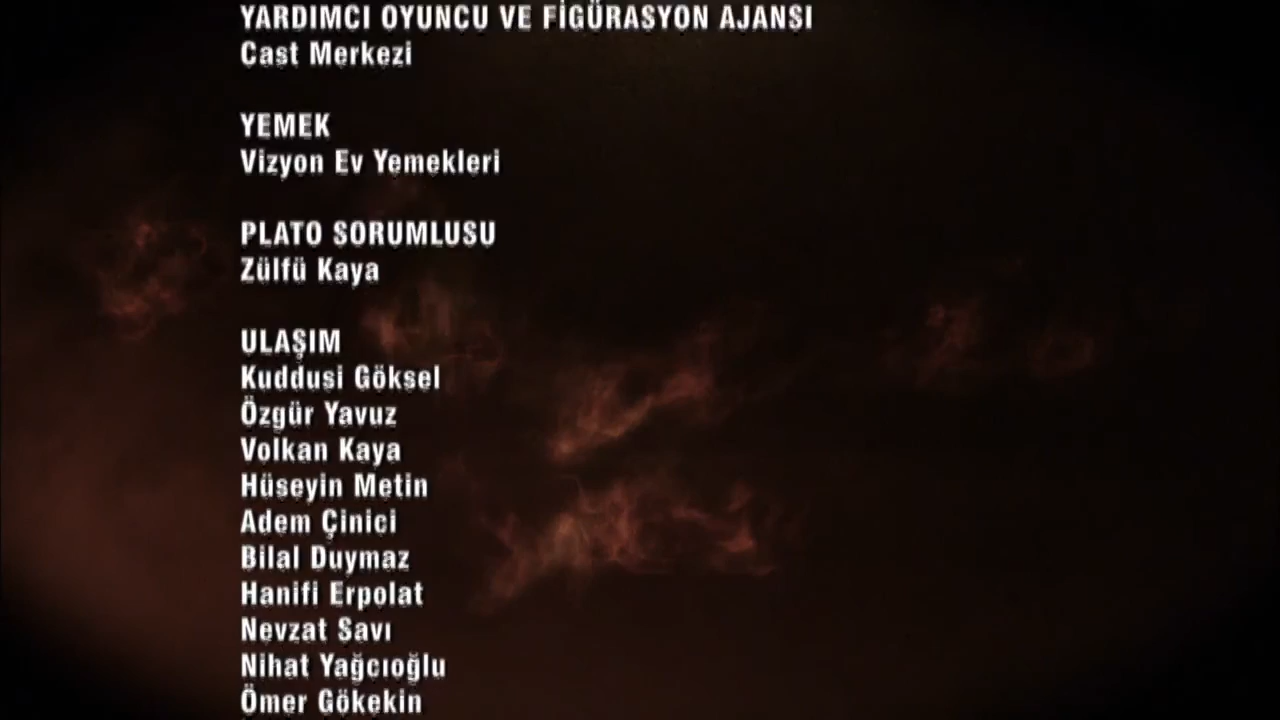 YARDIMCI OYUNCU VE FİGÜRASYON AJANSI
Cast Merkezi
YEMEK
Vizyon Ev Yemekleri
PLATO SORUMLUSU
Zülfü Kaya
ULAŞIM
Kuddusi Göksel
Özgür Yavuz
Volkan Kaya
Hüseyin Metin
Adem Çinici
Bilal Duymaz
Hanifi Erpolat
Nevzat Savı
Nihat Yağcıoğlu
Ömer Gökekin